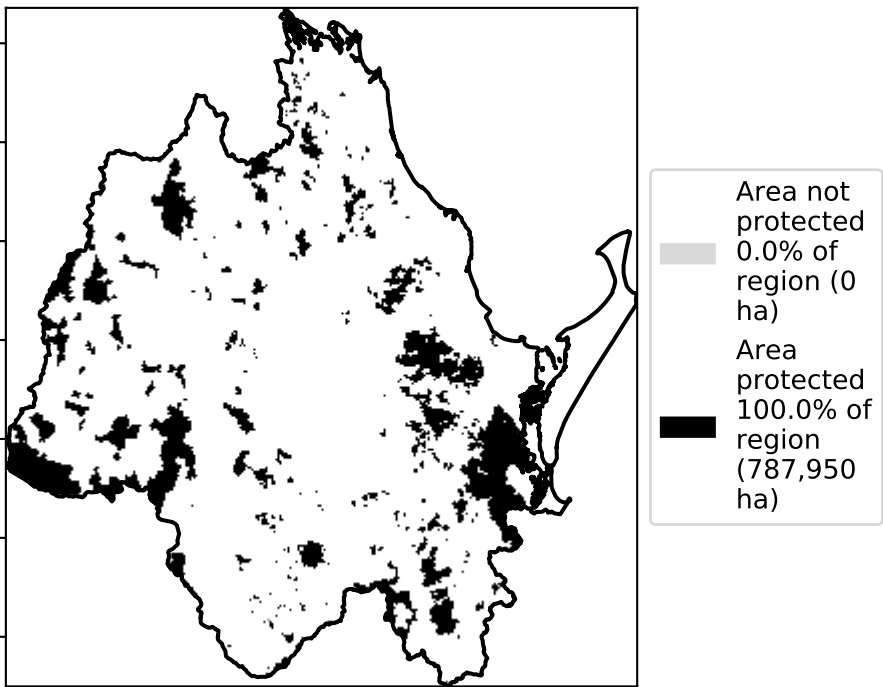 Area not
protected
0.0% of
region (0
ha)
Area
protected
100.0% of
region
(787,950
ha)